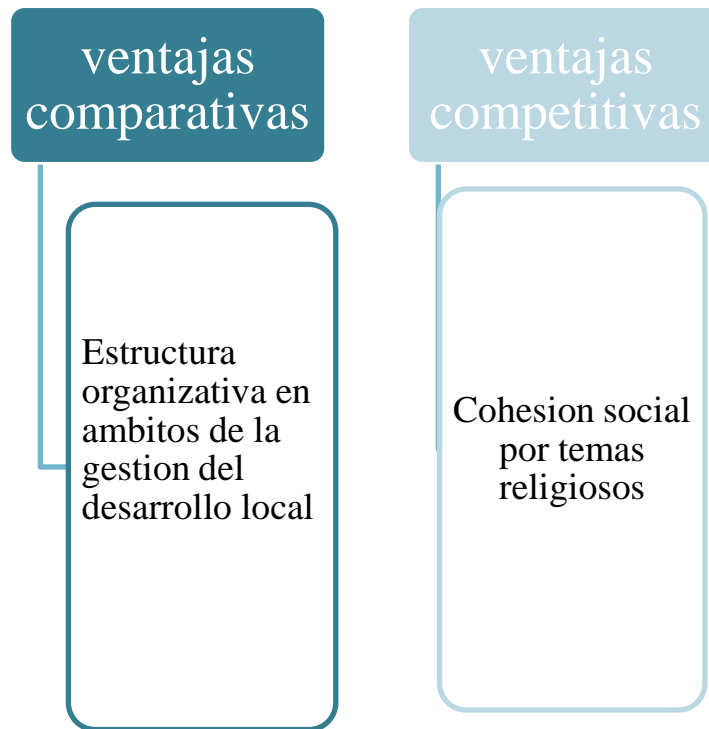 ventajas
comparativas
Estructura
organizativa en
ambitos de la
gestion del
desarrollo local
ventajas
competitivas
Cohesion social
por temas
religiosos